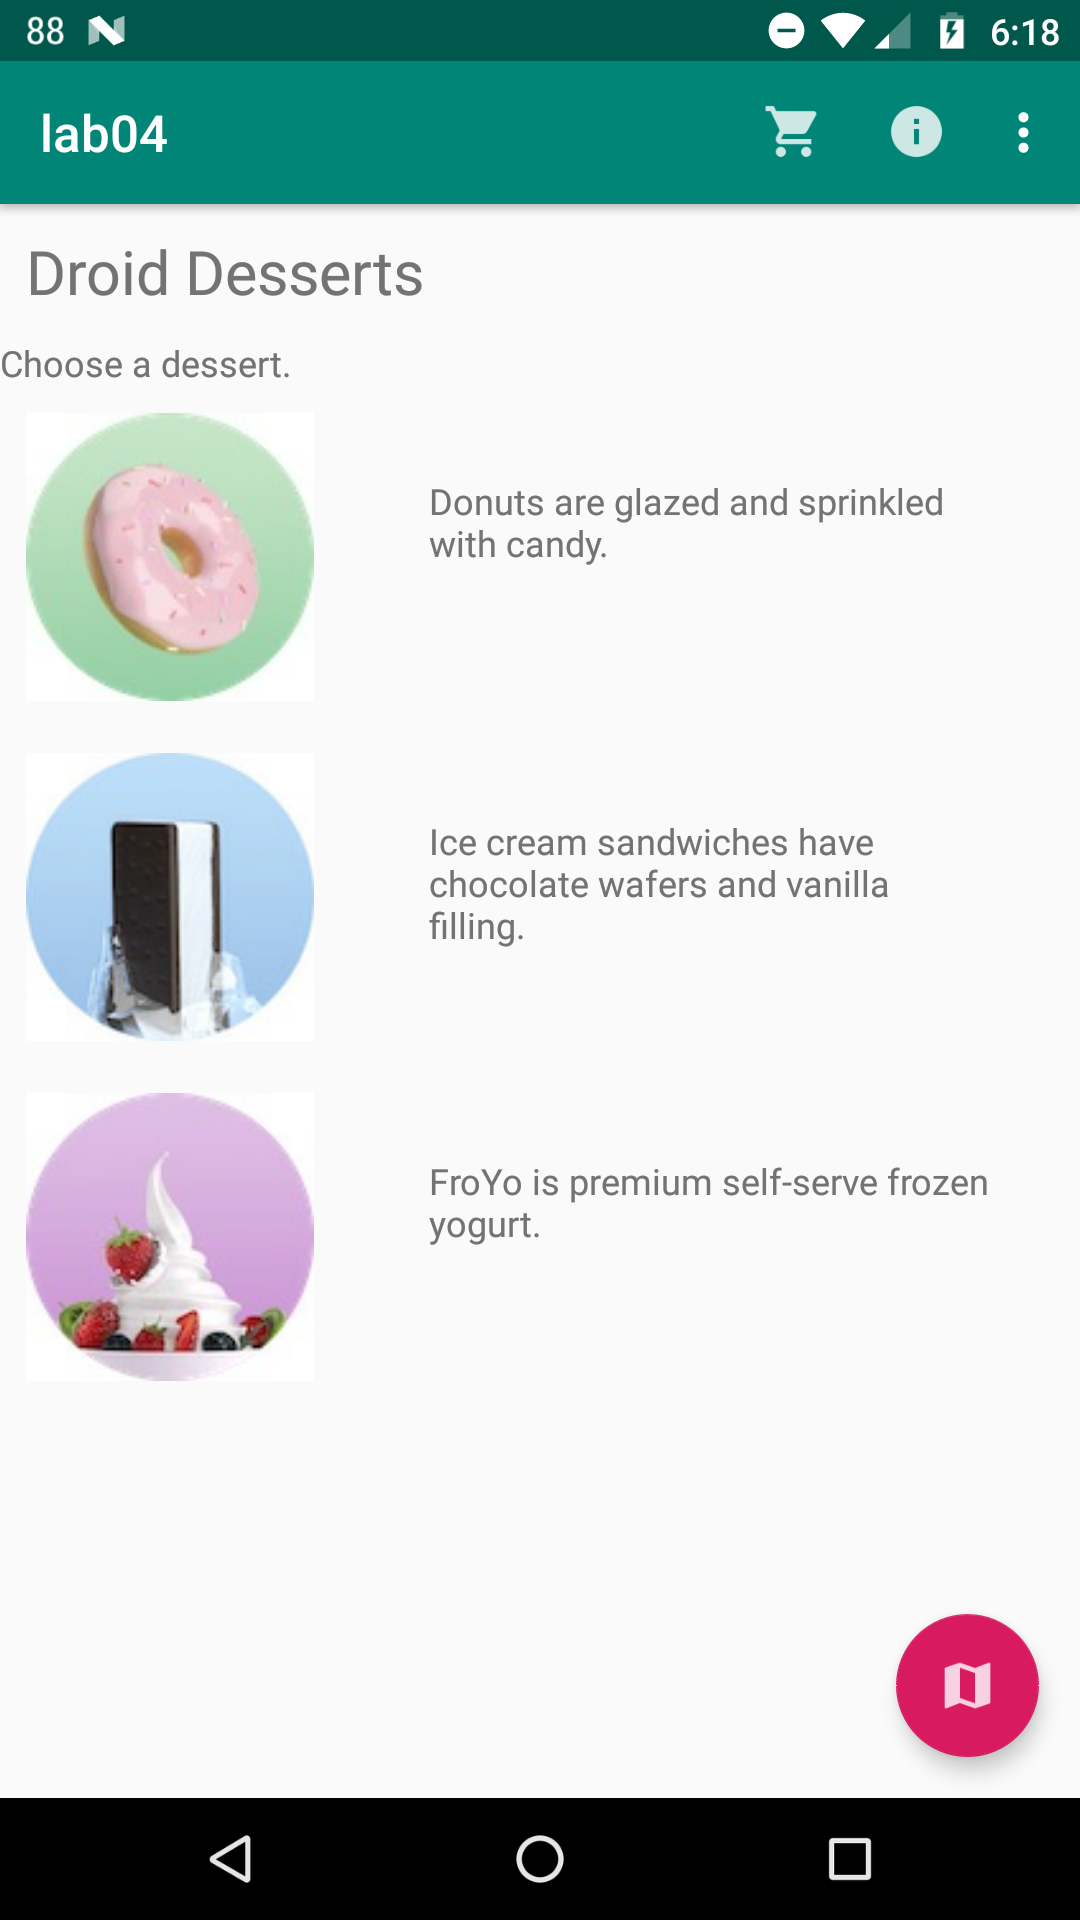 88 6:18
lab04
Droid Desserts
Choose a dessert.
Donuts are glazed and sprinkled
with candy.
Ice cream sandwiches have
chocolate wafers and vanilla
filling.
FroYo is premium self-serve frozen
yogurt.